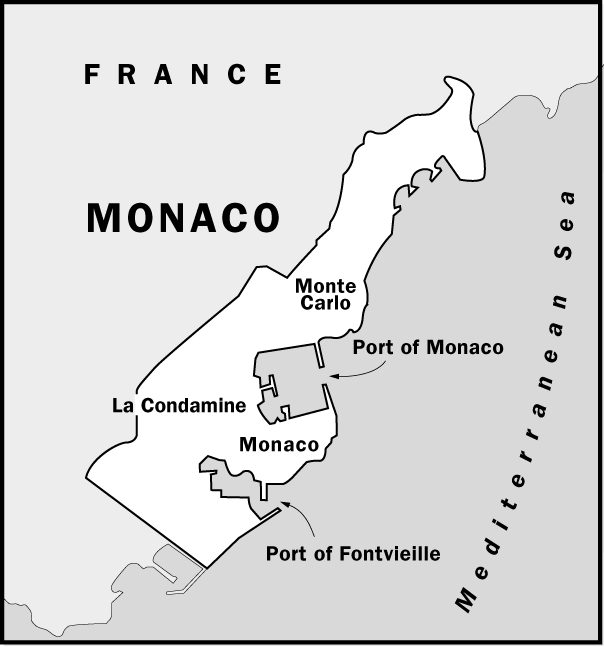 FRANCE
MONACO
Monte
Carlo
Port of Monaco
La Condamine
Monaco
Port of Fontvieille
Mediterranean Sea